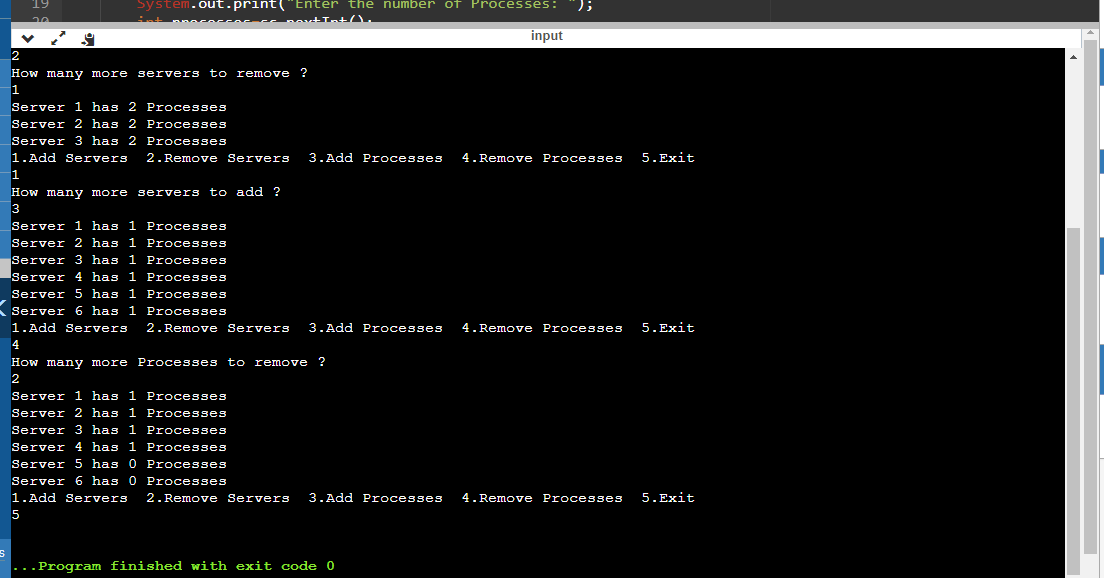 19 System.out.print("Enter the number of Processes: ");
20 int processes=sc.nextInt();
input
2
How many more servers to remove ?
1
Server 1 has 2 Processes
Server 2 has 2 Processes
Server 3 has 2 Processes
1.Add Servers  2.Remove Servers  3.Add Processes  4.Remove Processes  5.Exit
1
How many more servers to add ?
3
Server 1 has 1 Processes
Server 2 has 1 Processes
Server 3 has 1 Processes
Server 4 has 1 Processes
Server 5 has 1 Processes
Server 6 has 1 Processes
1.Add Servers  2.Remove Servers  3.Add Processes  4.Remove Processes  5.Exit
4
How many more Processes to remove ?
2
Server 1 has 1 Processes
Server 2 has 1 Processes
Server 3 has 1 Processes
Server 4 has 1 Processes
Server 5 has 0 Processes
Server 6 has 0 Processes
1.Add Servers  2.Remove Servers  3.Add Processes  4.Remove Processes  5.Exit
5
s
...Program finished with exit code 0